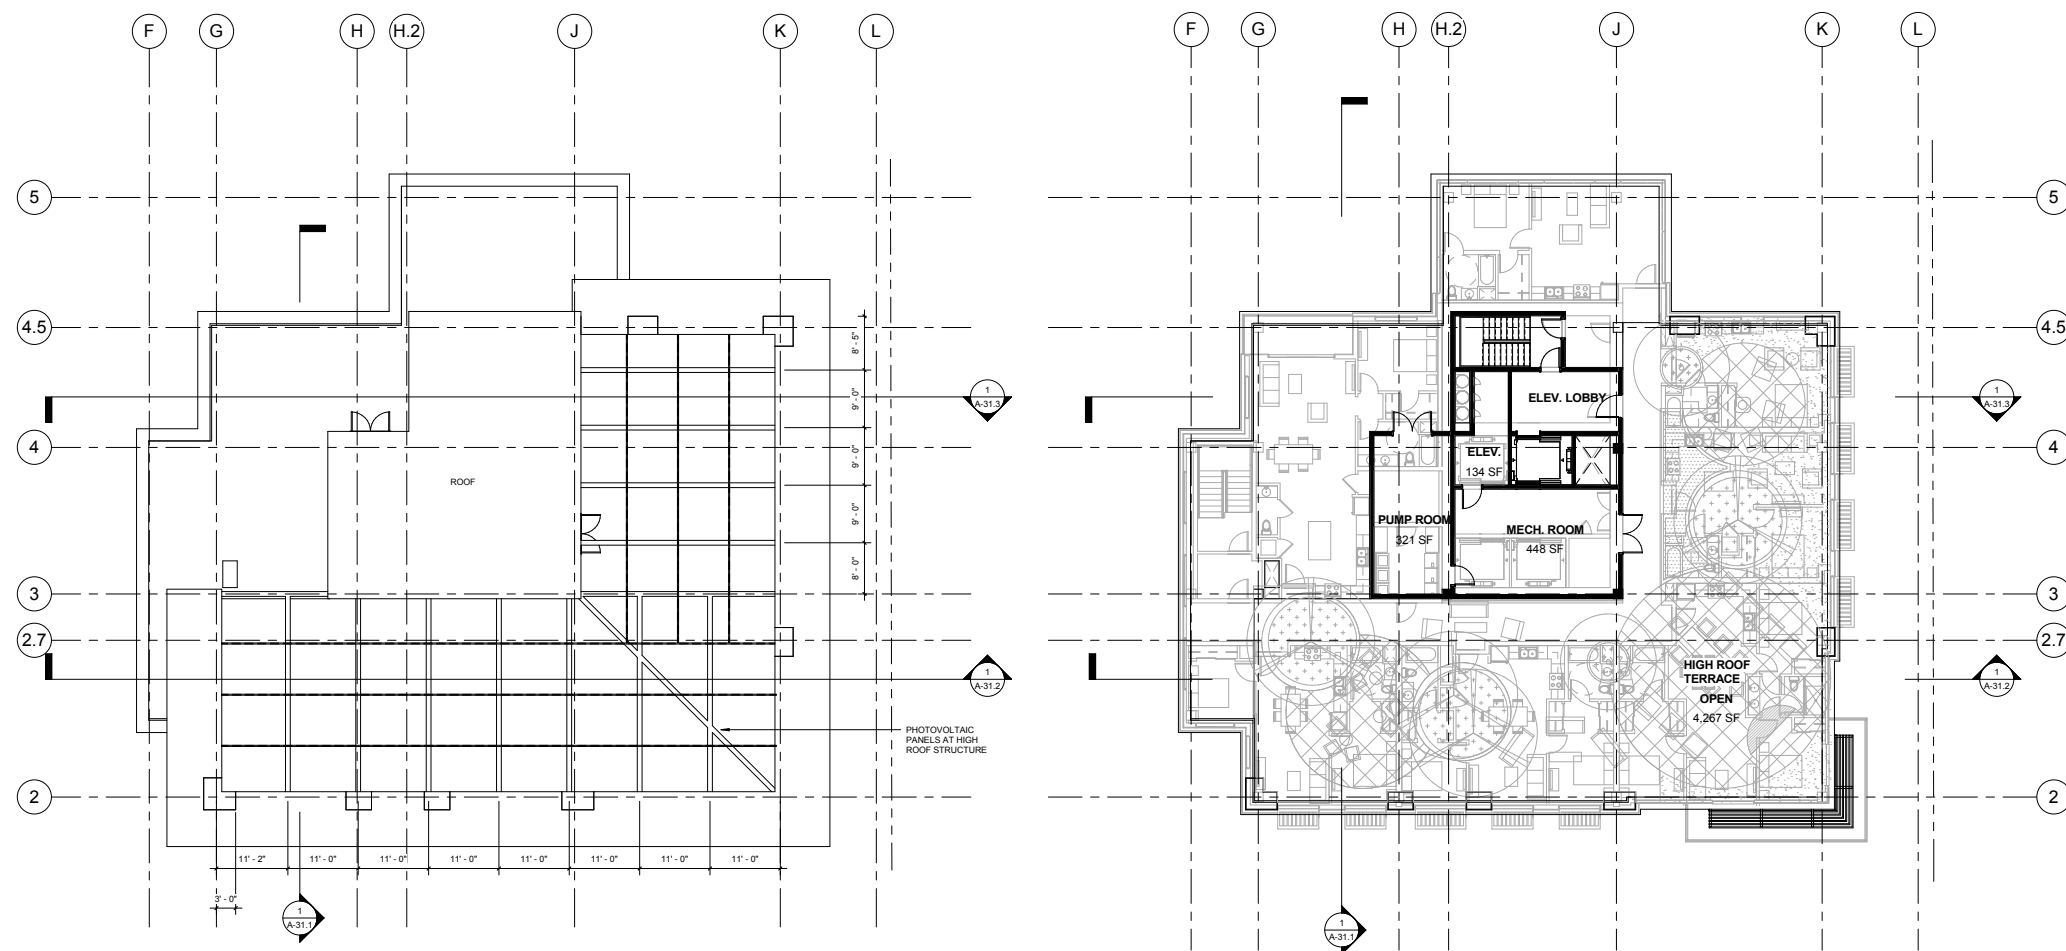 F G H H.2 J K L
5
4.5
8' - 5"
9' - 0"
1
A-31.3
4
9' - 0"
ROOF
9' - 0"
8' - 0"
3
2.7
1
A-31.2
PHOTOVOLTAIC
PANELS AT HIGH
ROOF STRUCTURE
2
11' - 2" 11' - 0" 11' - 0" 11' - 0" 11' - 0" 11' - 0" 11' - 0" 11' - 0"
3' - 0"
1
A-31.1
F G H H.2 J K L
5
4.5
1
A-31.3
ELEV. LOBBY
4
ELEV.
134 SF
PUMP ROOM
321 SF
MECH. ROOM
448 SF
3
2.7
HIGH ROOF
TERRACE
OPEN
4,267 SF
1
A-31.2
2
1
A-31.1